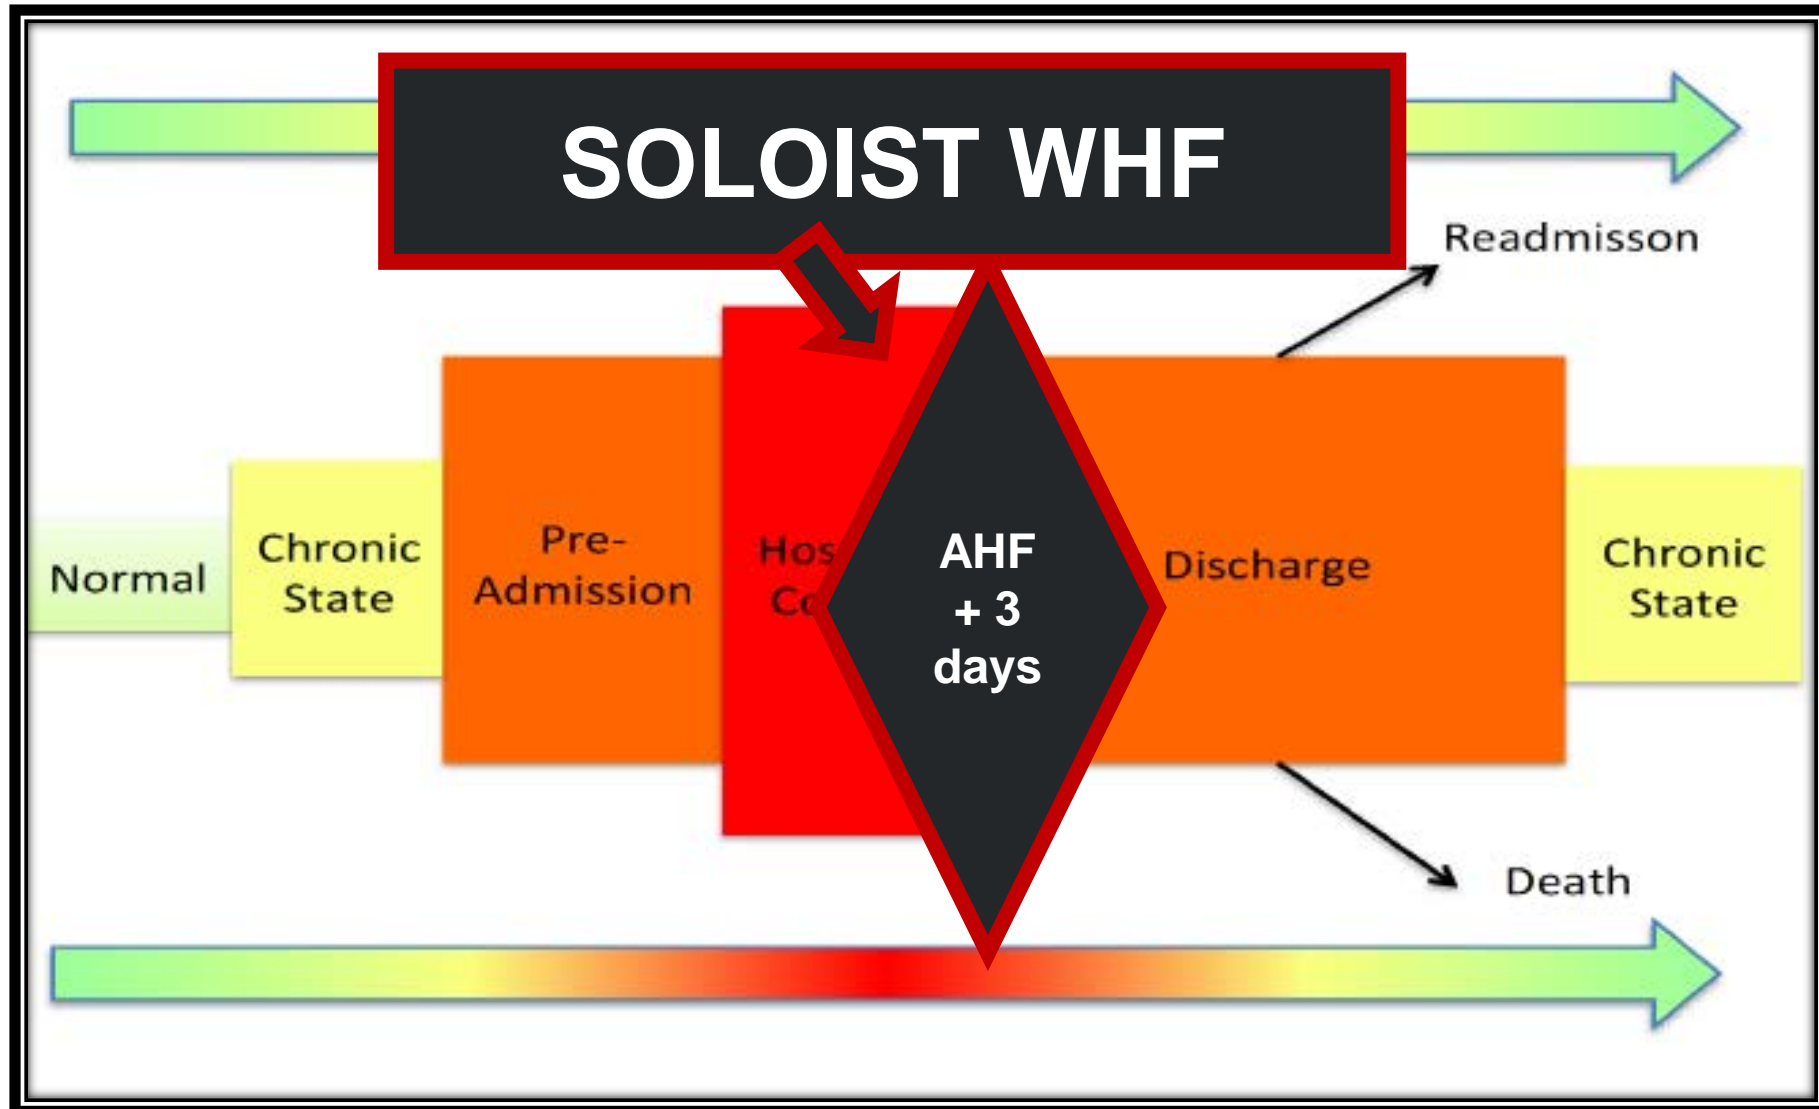 SOLOIST WHF
Readmisson
Normal
Chronic
State
Pre-
Admission
AHF
+ 3
days
Discharge
Chronic
State
Death